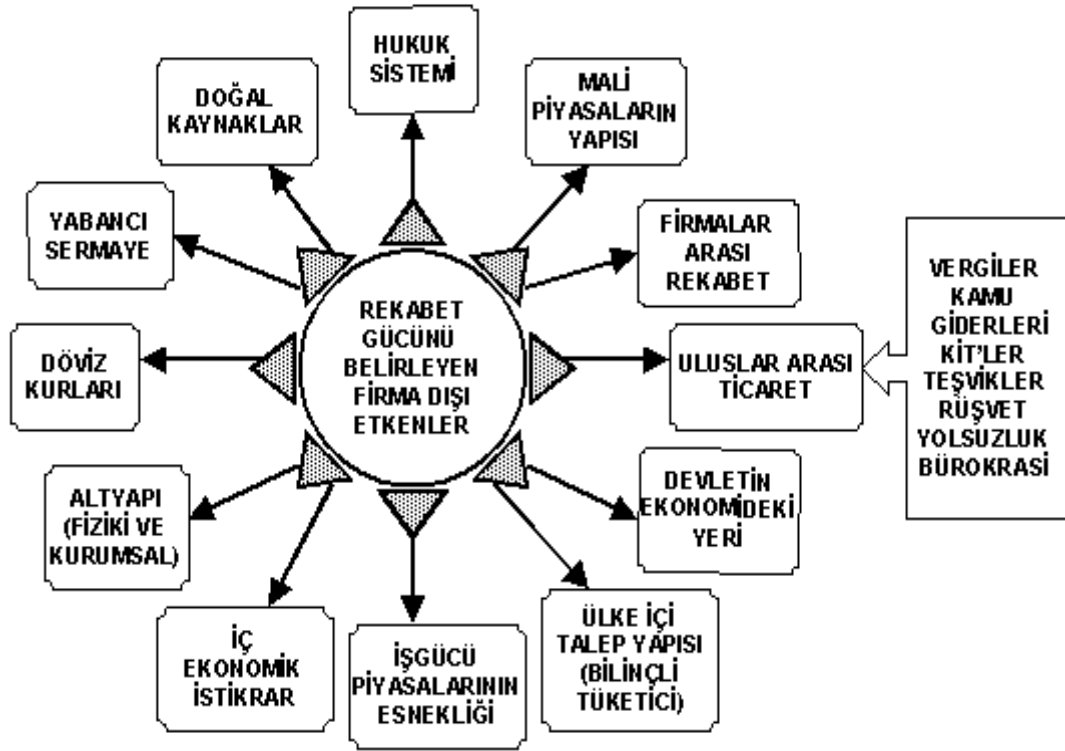 HUKUK
SİSTEMİ
MALİ
PİYASALARIN
YAPISI
DOĞAL
KAYNAKLAR
YABANCI
SERMAYE
FİRMALAR
ARASI
REKABET
VERGİLER
KAMU
GİDERLERİ
KİT'LER
TEŞVİKLER
RÜŞVET
YOLSUZLUK
BÜROKRASİ
REKABET
GÜCÜNÜ
BELİRLEYEN
FİRMA DIŞI
ETKENLER
DÖVİZ
KURLARI
ULUSLAR ARASI
TİCARET
ALTYAPI
(FİZİKİ VE
KURUMSAL)
DEVLETİN
EKONOMİDEKİ
YERİ
İÇ
EKONOMİK
İSTİKRAR
İŞGÜCÜ
PİYASALARININ
ESNEKLİĞİ
ÜLKE İÇİ
TALEP YAPISI
(BİLİNÇLİ
TÜKETİCİ)